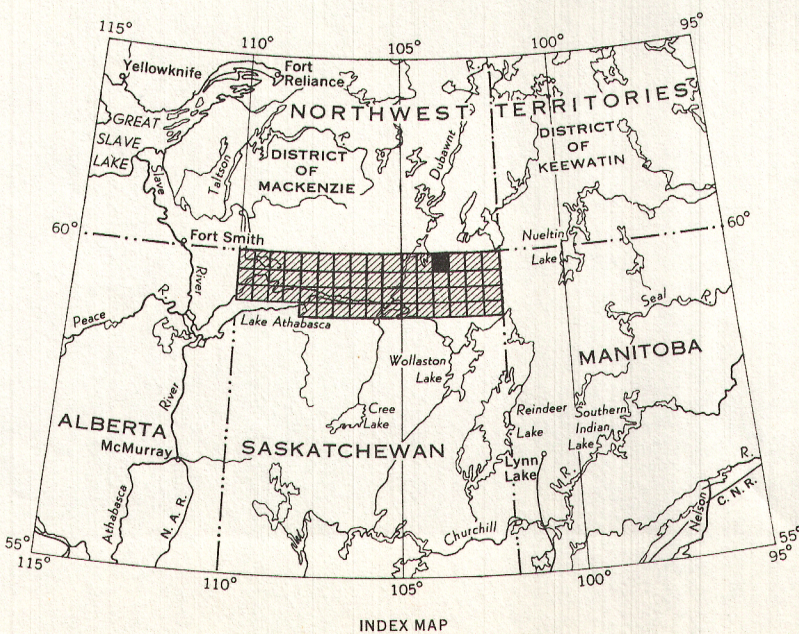 115°
110°
105°
100°
95°
Yellowknife
Fort
Reliance
R.
NORTHWEST TERRITORIES
GREAT
SLAVE
LAKE
Slave
Taltson
R.
DISTRICT
OF
MACKENZIE
Dubawnt
DISTRICT
OF
KEEWATIN
60°
60°
Fort Smith
Nueltin
Lake
River
Seal R.
Peace
R.
Lake Athabasca
Wollaston
Lake
MANITOBA
River
Cree
Lake
Reindeer
Lake
Southern
Indian
Lake
ALBERTA
McMurray
SASKATCHEWAN
Lynn
Lake
R.
Athabasca
N. A. R.
Churchill
R.
Nelson
C. N. R.
55°
115°
110°
105°
100°
55°
95°
INDEX MAP